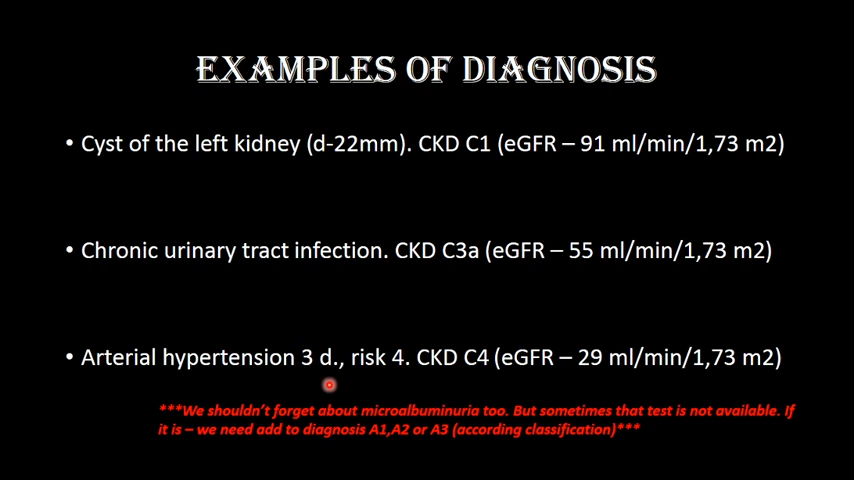 EXAMPLES OF DIAGNOSIS
• Cyst of the left kidney (d-22mm). CKD C1 (eGFR – 91 ml/min/1,73 m2)
• Chronic urinary tract infection. CKD C3a (eGFR – 55 ml/min/1,73 m2)
• Arterial hypertension 3 d., risk 4. CKD C4 (eGFR – 29 ml/min/1,73 m2)
***We shouldn't forget about microalbuminuria too. But sometimes that test is not available. If
it is – we need add to diagnosis A1,A2 or A3 (according classification)***